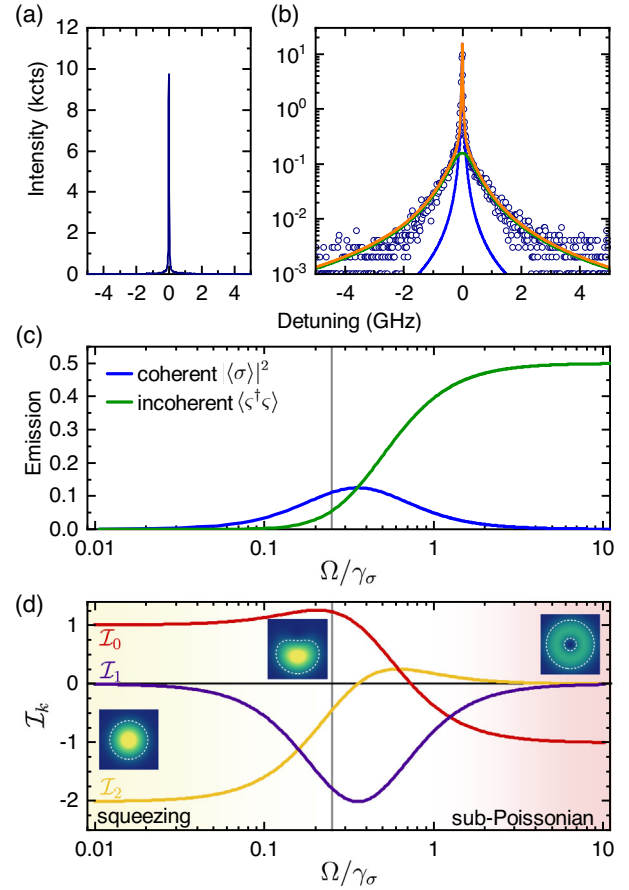 (a)
(b)
Intensity (kcts)
12
10
8
6
4
2
0
-4 -2 0 2 4
10¹
10⁰
10⁻¹
10⁻²
10⁻³
-4 -2 0 2 4
Detuning (GHz)
(c)
Emission
0.5
0.4
0.3
0.2
0.1
0.0
coherent |⟨σ⟩|²
incoherent ⟨ς†ς⟩
0.01 0.1 1 10
Ω/γσ
(d)
𝓘ₖ
1
0
-1
-2
𝓘₀
𝓘₁
𝓘₂
squeezing
sub-Poissonian
0.01 0.1 1 10
Ω/γσ